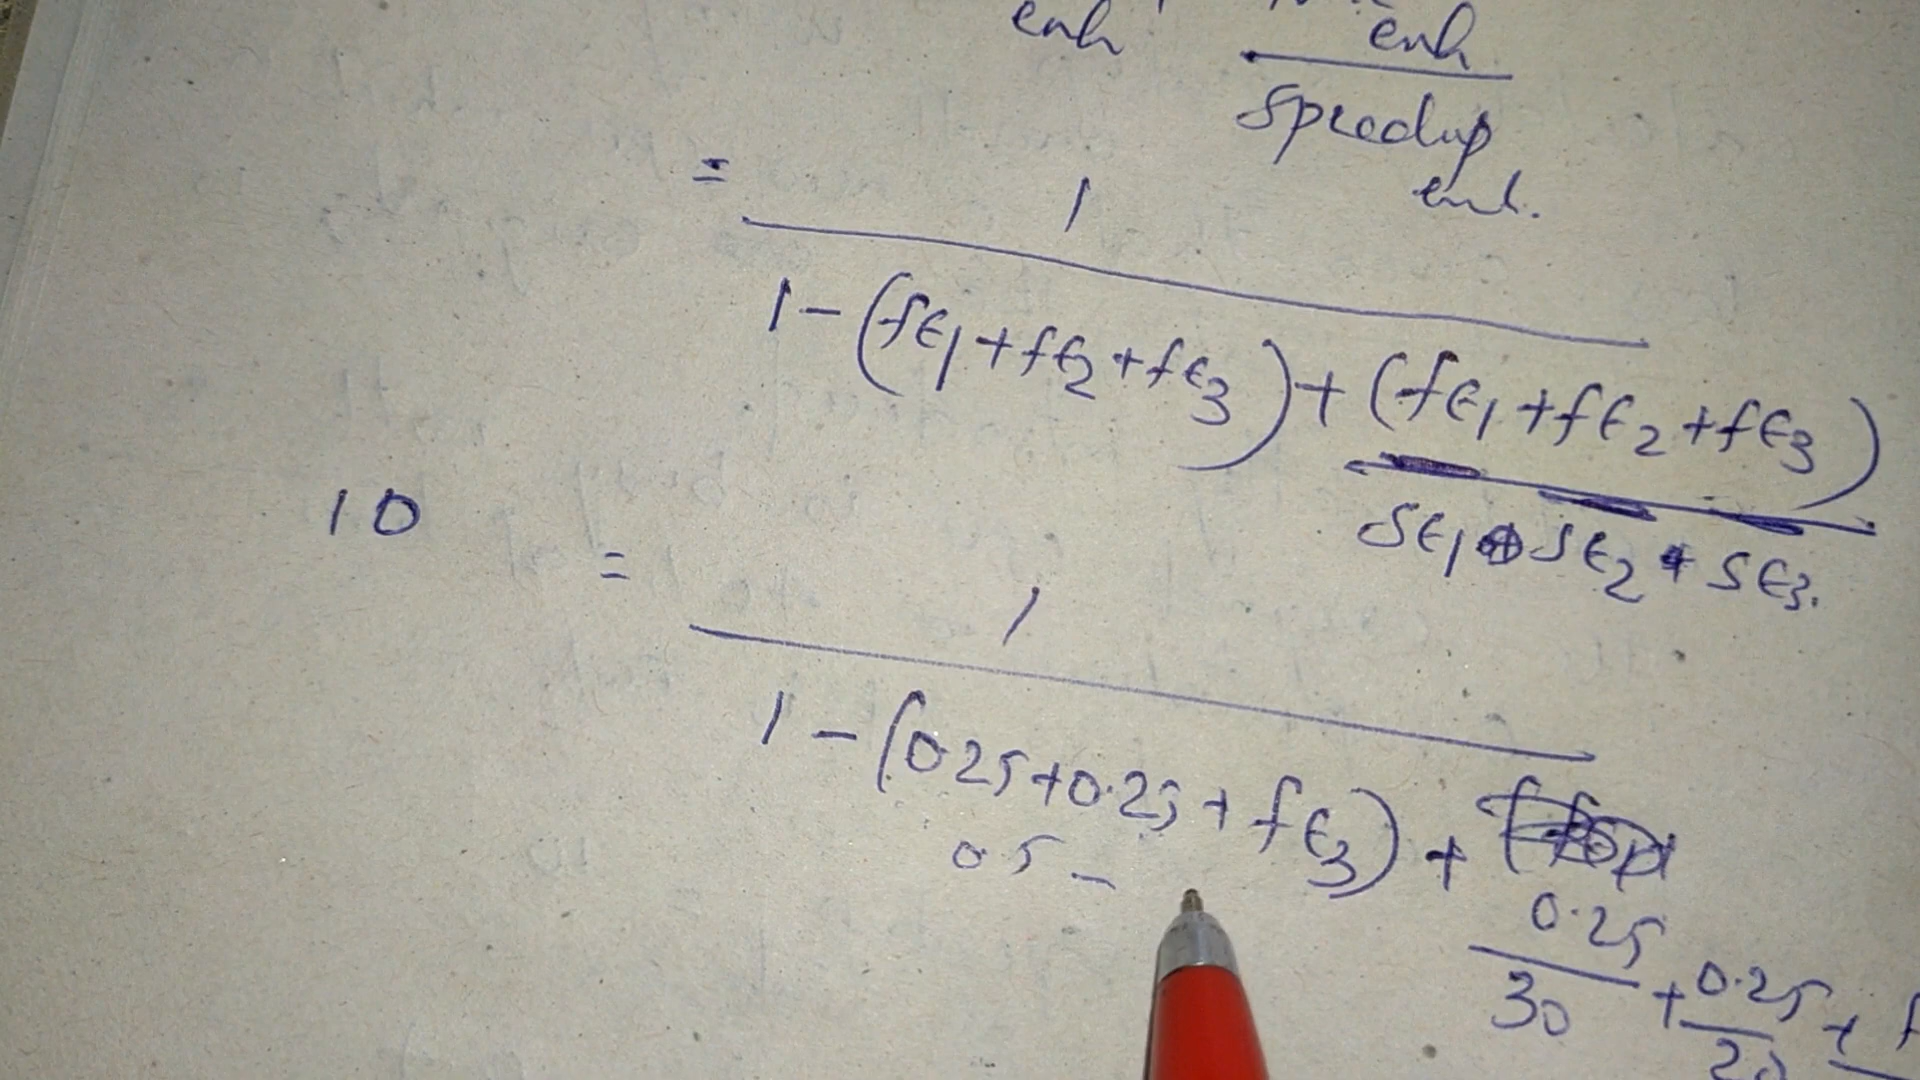 enh enh
Speedup
enh.
= 1
1 - (fE1 + fE2 + fE3) + (fE1 + fE2 + fE3)
SE1 SE2 + SE3.
10 = 1
1 - (0.25 + 0.25 + fE3) +
0.5 -
0.25
30 + 0.25 + f
20